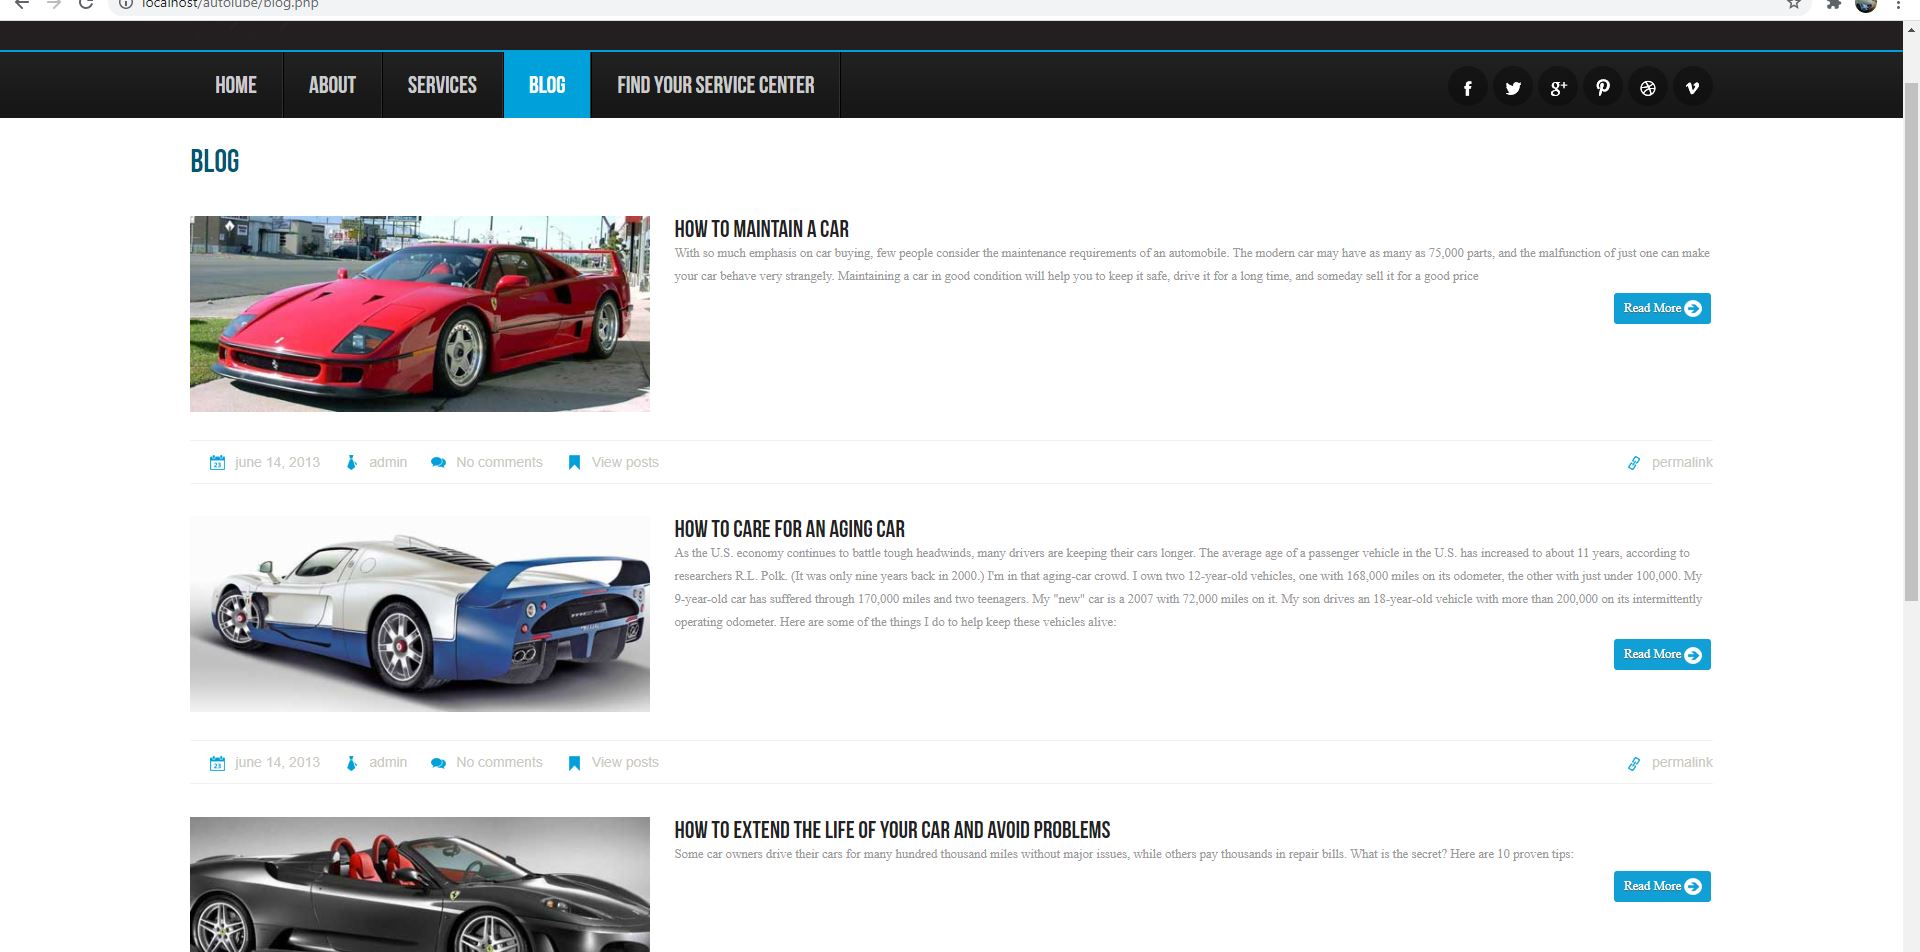 localhost/autolube/blog.php
HOME ABOUT SERVICES BLOG FIND YOUR SERVICE CENTER
BLOG
HOW TO MAINTAIN A CAR
With so much emphasis on car buying, few people consider the maintenance requirements of an automobile. The modern car may have as many as 75,000 parts, and the malfunction of just one can make
your car behave very strangely. Maintaining a car in good condition will help you to keep it safe, drive it for a long time, and someday sell it for a good price
Read More
june 14, 2013 admin No comments View posts permalink
HOW TO CARE FOR AN AGING CAR
As the U.S. economy continues to battle tough headwinds, many drivers are keeping their cars longer. The average age of a passenger vehicle in the U.S. has increased to about 11 years, according to
researchers R.L. Polk. (It was only nine years back in 2000.) I'm in that aging-car crowd. I own two 12-year-old vehicles, one with 168,000 miles on its odometer, the other with just under 100,000. My
9-year-old car has suffered through 170,000 miles and two teenagers. My "new" car is a 2007 with 72,000 miles on it. My son drives an 18-year-old vehicle with more than 200,000 on its intermittently
operating odometer. Here are some of the things I do to help keep these vehicles alive:
Read More
june 14, 2013 admin No comments View posts permalink
HOW TO EXTEND THE LIFE OF YOUR CAR AND AVOID PROBLEMS
Some car owners drive their cars for many hundred thousand miles without major issues, while others pay thousands in repair bills. What is the secret? Here are 10 proven tips:
Read More